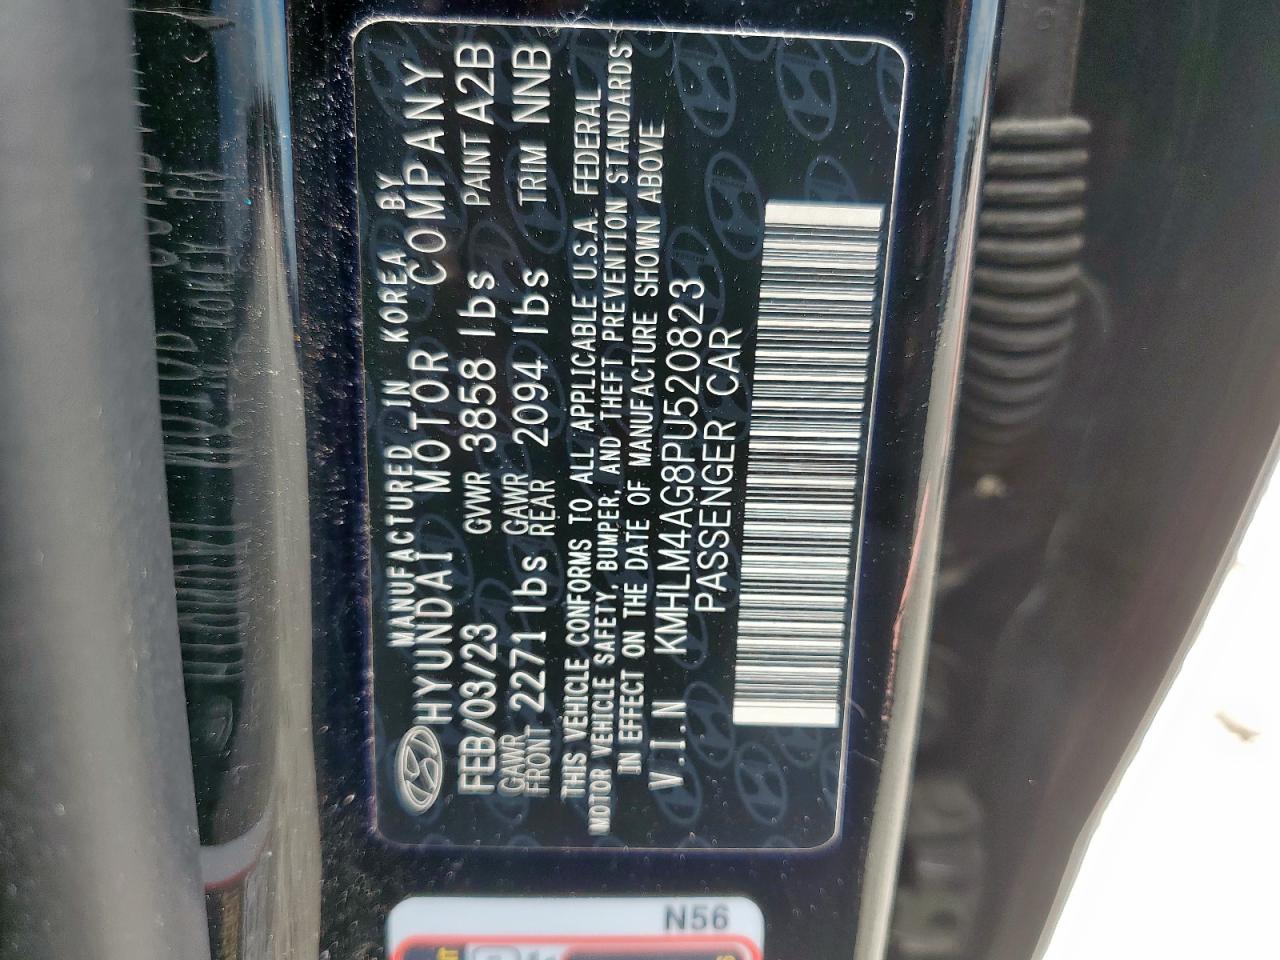 MANUFACTURED IN KOREA BY
HYUNDAI MOTOR COMPANY
FEB/03/23 GVWR 3858 lbs PAINT A2B
GAWR FRONT 2271 lbs GAWR REAR 2094 lbs TRIM NNB
THIS VEHICLE CONFORMS TO ALL APPLICABLE U.S.A. FEDERAL
MOTOR VEHICLE SAFETY, BUMPER, AND THEFT PREVENTION STANDARDS
IN EFFECT ON THE DATE OF MANUFACTURE SHOWN ABOVE
V.I.N KMHLM4AG8PU520823
PASSENGER CAR
N56